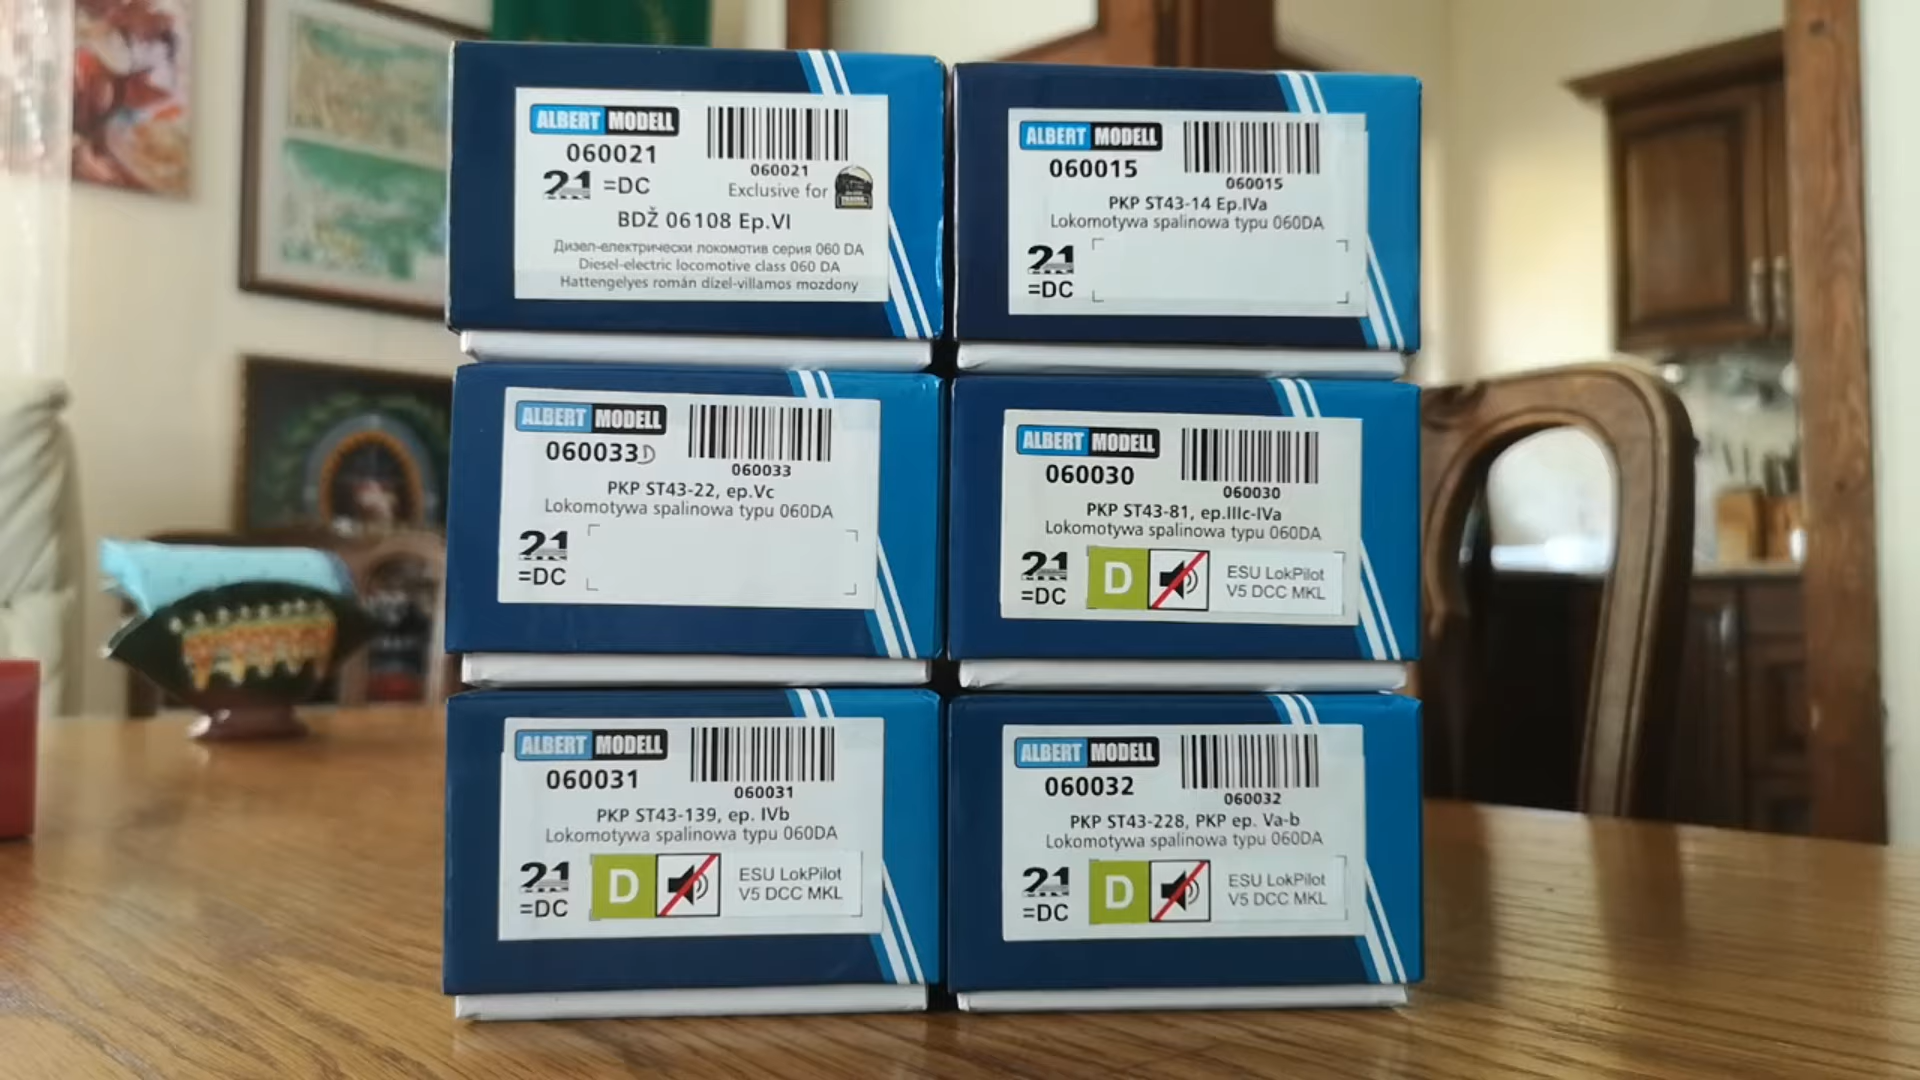 ALBERT MODELL
060021
060021
21 =DC
Exclusive for
BDŽ 06108 Ep.VI
Дизел-електрически локомотив серия 060 DA
Diesel-electric locomotive class 060 DA
Hattengelyes román dízel-villamos mozdony
ALBERT MODELL
060015
060015
PKP ST43-14 Ep.IVa
Lokomotywa spalinowa typu 060DA
21
=DC
ALBERT MODELL
060033D
060033
PKP ST43-22, ep.Vc
Lokomotywa spalinowa typu 060DA
21
=DC
ALBERT MODELL
060030
060030
PKP ST43-81, ep.IIIc-IVa
Lokomotywa spalinowa typu 060DA
21
=DC
D
ESU LokPilot
V5 DCC MKL
ALBERT MODELL
060031
060031
PKP ST43-139, ep. IVb
Lokomotywa spalinowa typu 060DA
21
=DC
D
ESU LokPilot
V5 DCC MKL
ALBERT MODELL
060032
060032
PKP ST43-228, PKP ep. Va-b
Lokomotywa spalinowa typu 060DA
21
=DC
D
ESU LokPilot
V5 DCC MKL